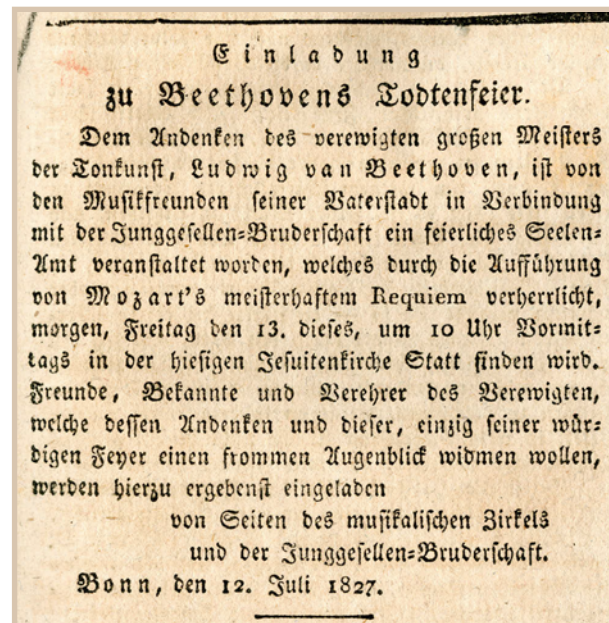 Einladung
zu Beethovens Todtenfeier.
Dem Andenken des verewigten großen Meisters
der Tonkunst, Ludwig van Beethoven, ist von
den Musikfreunden seiner Vaterstadt in Verbindung
mit der Junggesellen-Bruderschaft ein feierliches Seelen-
Amt veranstaltet worden, welches durch die Aufführung
von Mozart's meisterhaftem Requiem verherrlicht,
morgen, Freitag den 13. dieses, um 10 Uhr Vormit-
tags in der hiesigen Jesuitenkirche Statt finden wird.
Freunde, Bekannte und Verehrer des Verewigten,
welche dessen Andenken und dieser, einzig seiner wür-
digen Feyer einen frommen Augenblick widmen wollen,
werden hierzu ergebenst eingeladen
von Seiten des musikalischen Zirkels
und der Junggesellen-Bruderschaft.
Bonn, den 12. Juli 1827.